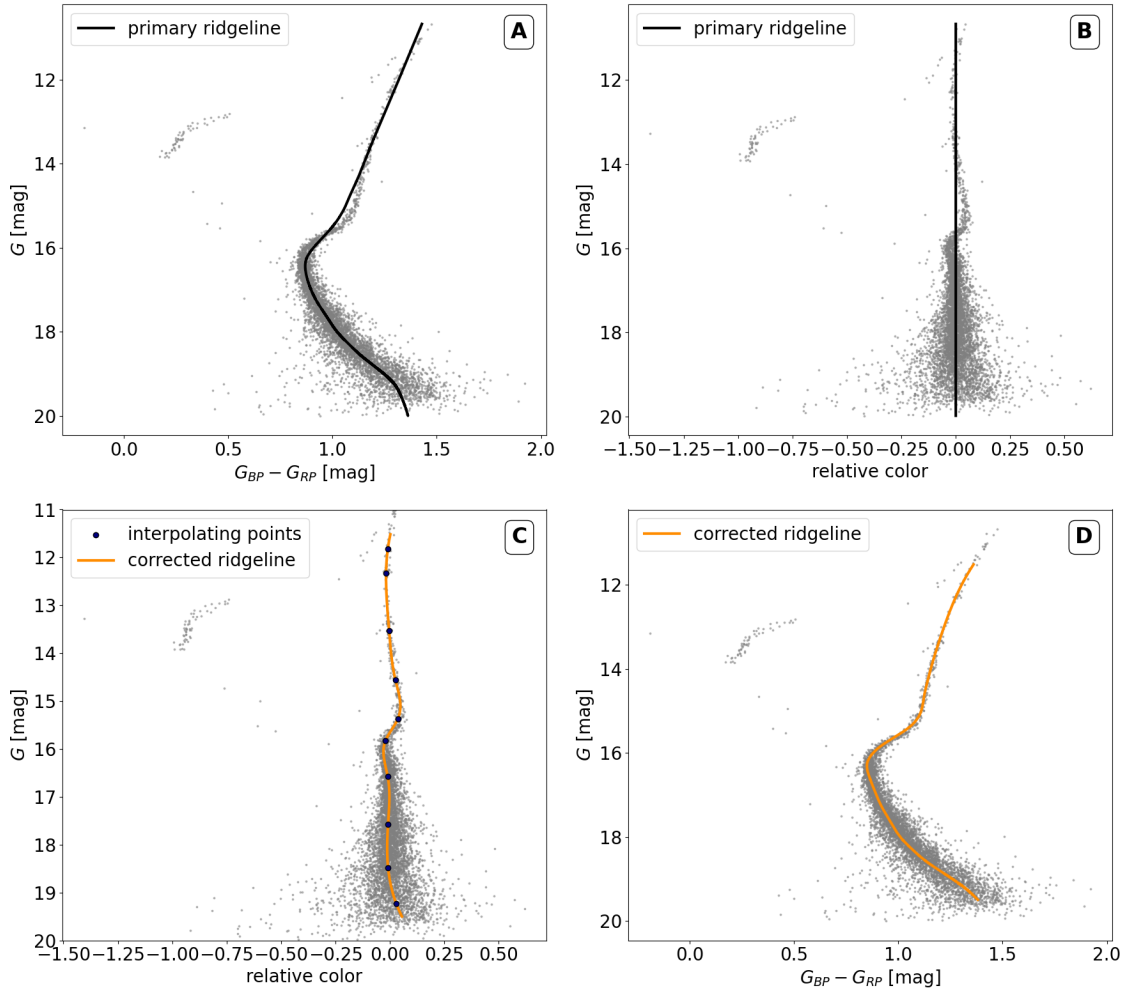 primary ridgeline
A
12
14
16
18
20
G [mag]
0.0 0.5 1.0 1.5 2.0
G_BP − G_RP [mag]
primary ridgeline
B
12
14
16
18
20
G [mag]
−1.50 −1.25 −1.00 −0.75 −0.50 −0.25 0.00 0.25 0.50
relative color
interpolating points
corrected ridgeline
C
11
12
13
14
15
16
17
18
19
20
G [mag]
−1.50 −1.25 −1.00 −0.75 −0.50 −0.25 0.00 0.25 0.50
relative color
corrected ridgeline
D
12
14
16
18
20
G [mag]
0.0 0.5 1.0 1.5 2.0
G_BP − G_RP [mag]